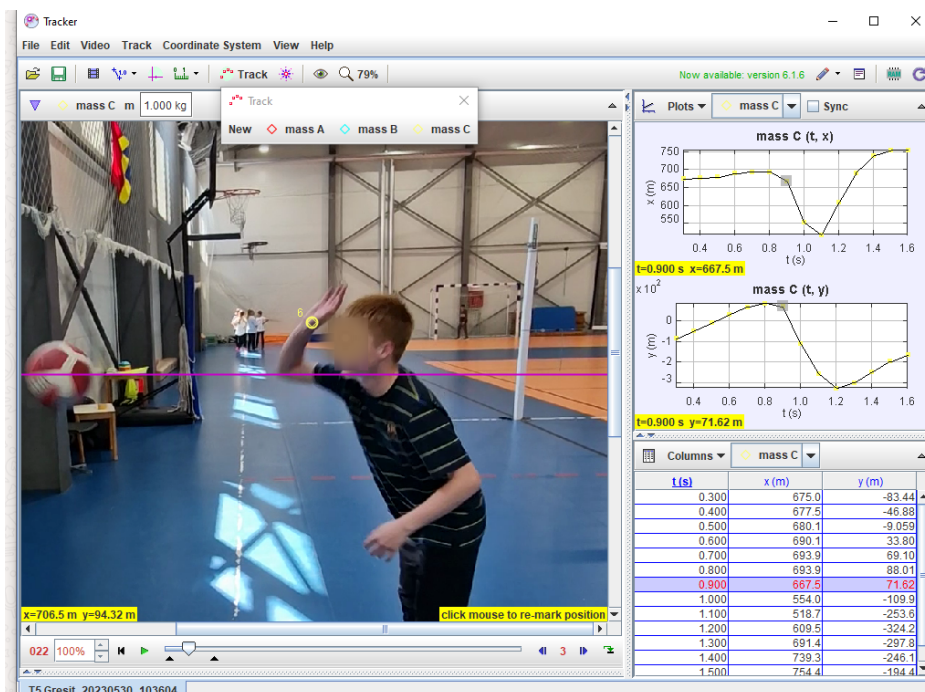 Tracker
File Edit Video Track Coordinate System View Help
Track 79% Now available: version 6.1.6
mass C m 1.000 kg
Track
New mass A mass B mass C
Plots mass C Sync
mass C (t, x)
750
700
650
600
550
x (m)
0.4 0.6 0.8 1.0 1.2 1.4 1.6
t (s)
t=0.900 s x=667.5 m
x 10²
mass C (t, y)
0
-1
-2
-3
y (m)
0.4 0.6 0.8 1.0 1.2 1.4 1.6
t (s)
t=0.900 s y=71.62 m
6
Columns mass C
t (s) x (m) y (m)
0.300 675.0 -83.44
0.400 677.5 -46.88
0.500 680.1 -9.059
0.600 690.1 33.80
0.700 693.9 69.10
0.800 693.9 88.01
0.900 667.5 71.62
1.000 554.0 -109.9
1.100 518.7 -253.6
1.200 609.5 -324.2
1.300 691.4 -297.8
1.400 739.3 -246.1
1.500 754.4 -194.4
x=706.5 m y=94.32 m click mouse to re-mark position
022 100% 3
T5 Gresit_20230530_103604